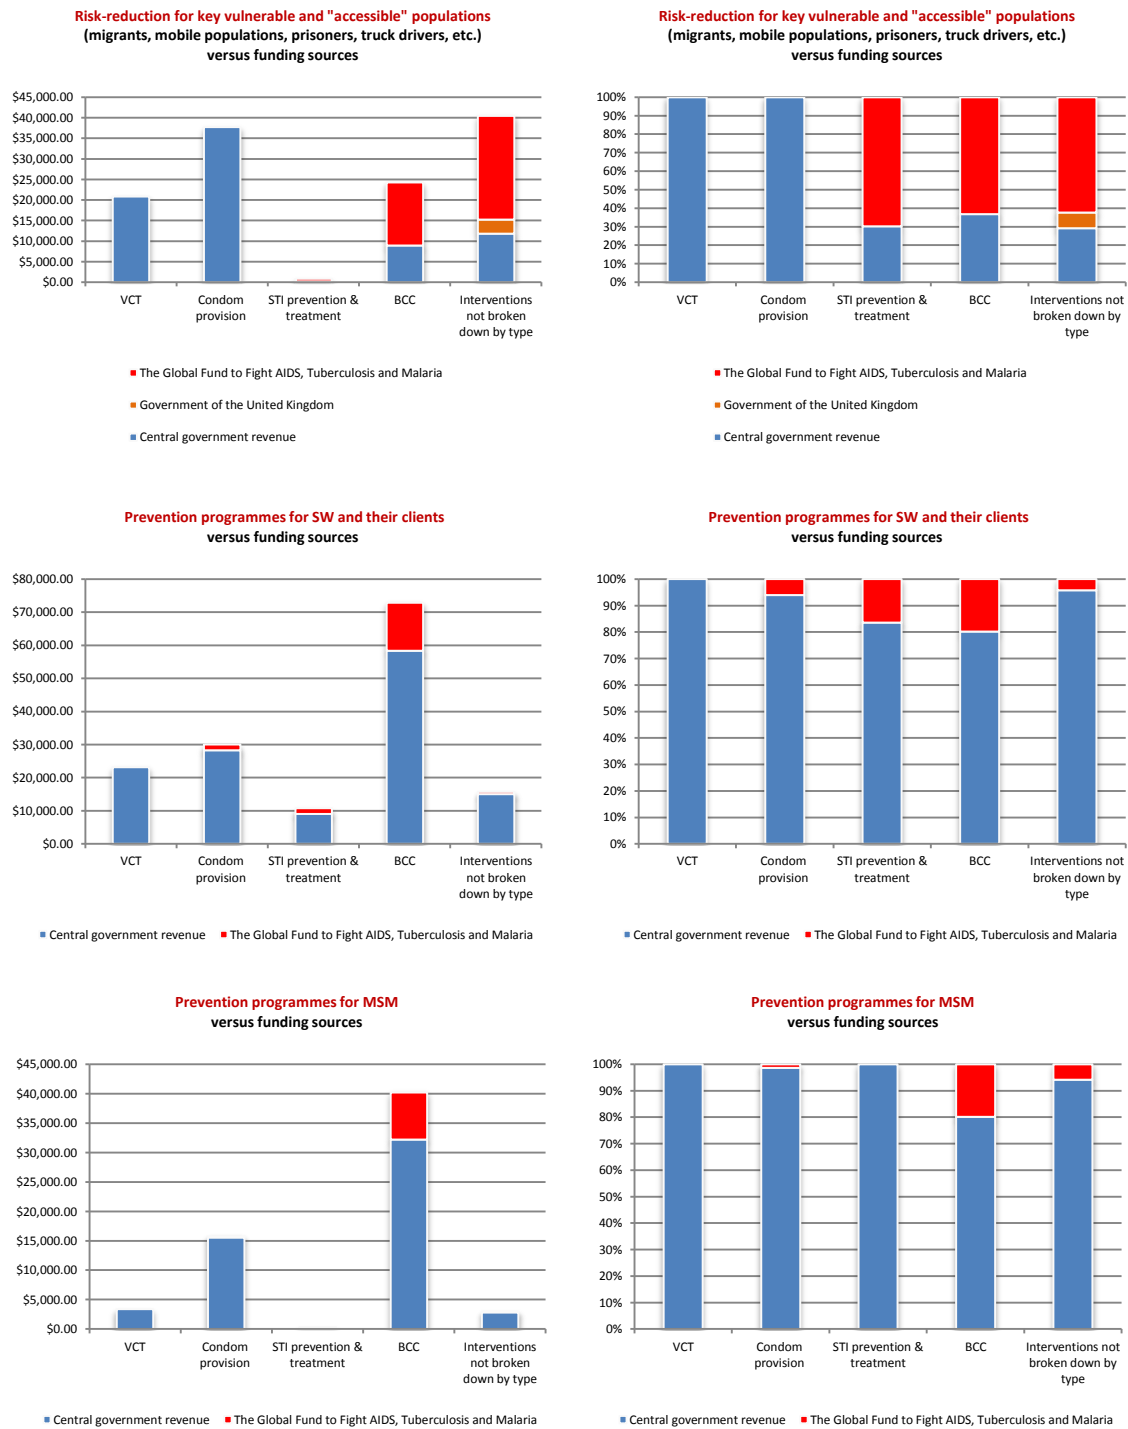 Risk-reduction for key vulnerable and "accessible" populations
(migrants, mobile populations, prisoners, truck drivers, etc.)
versus funding sources
$45,000.00
$40,000.00
$35,000.00
$30,000.00
$25,000.00
$20,000.00
$15,000.00
$10,000.00
$5,000.00
$0.00
VCT
Condom
provision
STI prevention &
treatment
BCC
Interventions
not broken
down by type
The Global Fund to Fight AIDS, Tuberculosis and Malaria
Government of the United Kingdom
Central government revenue
Risk-reduction for key vulnerable and "accessible" populations
(migrants, mobile populations, prisoners, truck drivers, etc.)
versus funding sources
100%
90%
80%
70%
60%
50%
40%
30%
20%
10%
0%
VCT
Condom
provision
STI prevention &
treatment
BCC
Interventions not
broken down by
type
The Global Fund to Fight AIDS, Tuberculosis and Malaria
Government of the United Kingdom
Central government revenue
Prevention programmes for SW and their clients
versus funding sources
$80,000.00
$70,000.00
$60,000.00
$50,000.00
$40,000.00
$30,000.00
$20,000.00
$10,000.00
$0.00
VCT
Condom
provision
STI prevention &
treatment
BCC
Interventions
not broken
down by type
Central government revenue
The Global Fund to Fight AIDS, Tuberculosis and Malaria
Prevention programmes for SW and their clients
versus funding sources
100%
90%
80%
70%
60%
50%
40%
30%
20%
10%
0%
VCT
Condom
provision
STI prevention &
treatment
BCC
Interventions not
broken down by
type
Central government revenue
The Global Fund to Fight AIDS, Tuberculosis and Malaria
Prevention programmes for MSM
versus funding sources
$45,000.00
$40,000.00
$35,000.00
$30,000.00
$25,000.00
$20,000.00
$15,000.00
$10,000.00
$5,000.00
$0.00
VCT
Condom
provision
STI prevention &
treatment
BCC
Interventions
not broken
down by type
Central government revenue
The Global Fund to Fight AIDS, Tuberculosis and Malaria
Prevention programmes for MSM
versus funding sources
100%
90%
80%
70%
60%
50%
40%
30%
20%
10%
0%
VCT
Condom
provision
STI prevention &
treatment
BCC
Interventions not
broken down by
type
Central government revenue
The Global Fund to Fight AIDS, Tuberculosis and Malaria